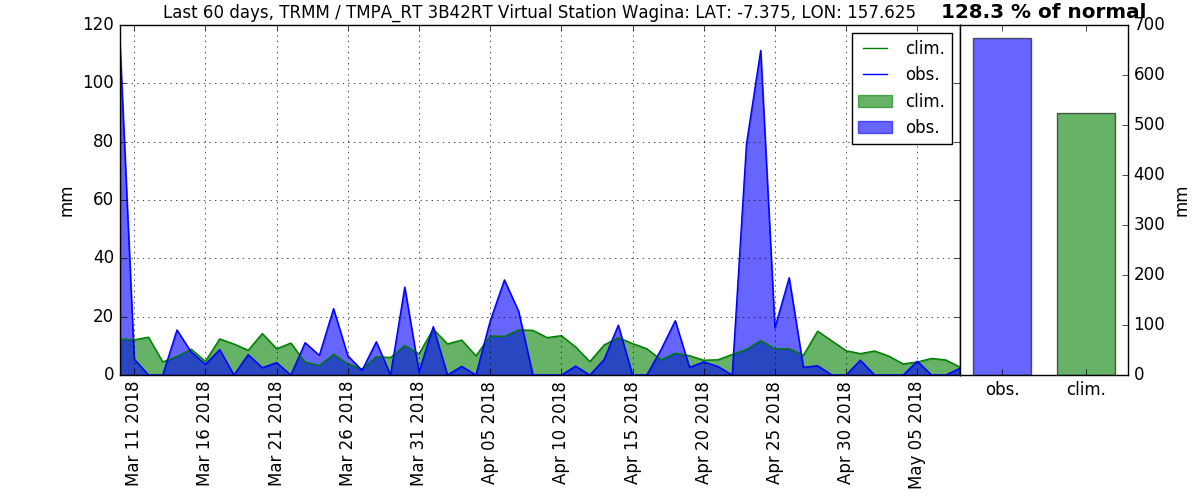 Last 60 days, TRMM / TMPA_RT 3B42RT Virtual Station Wagina: LAT: -7.375, LON: 157.625
128.3 % of normal
120
100
80
60
40
20
0
mm
clim.
obs.
clim.
obs.
700
600
500
400
300
200
100
0
mm
Mar 11 2018
Mar 16 2018
Mar 21 2018
Mar 26 2018
Mar 31 2018
Apr 05 2018
Apr 10 2018
Apr 15 2018
Apr 20 2018
Apr 25 2018
Apr 30 2018
May 05 2018
obs.
clim.